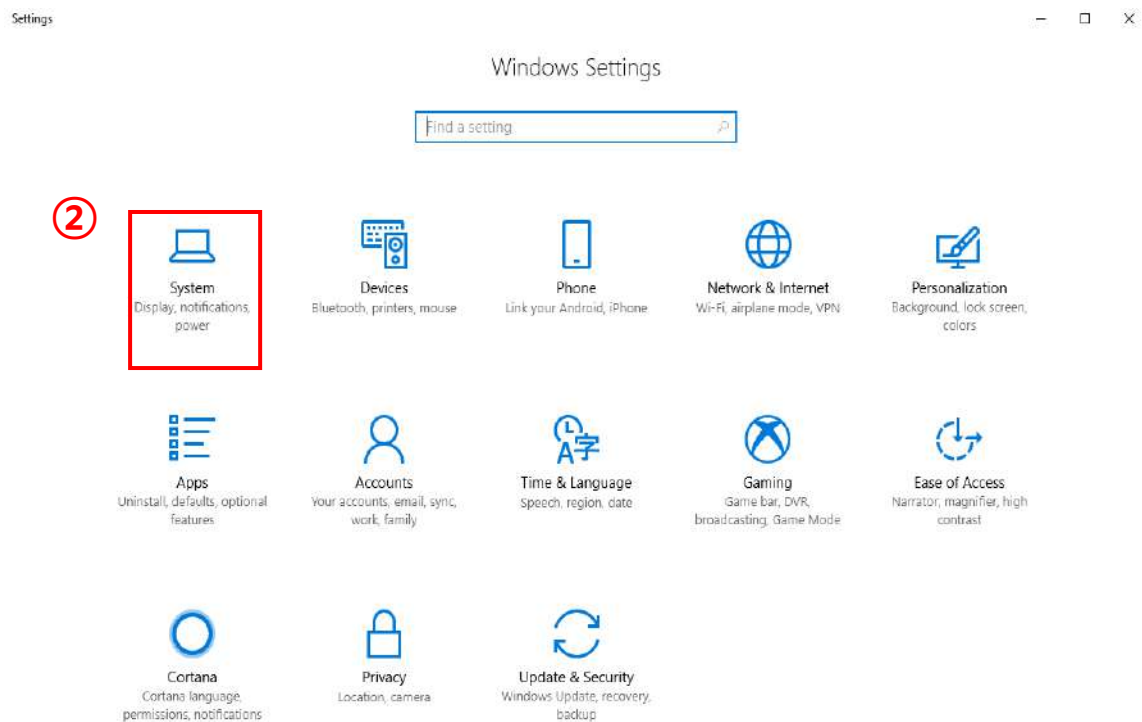 Settings
Windows Settings
Find a setting
②
System
Display, notifications,
power
Devices
Bluetooth, printers, mouse
Phone
Link your Android, iPhone
Network & Internet
Wi-Fi, airplane mode, VPN
Personalization
Background, lock screen,
colors
Apps
Uninstall, defaults, optional
features
Accounts
Your accounts, email, sync,
work, family
Time & Language
Speech, region, date
Gaming
Game bar, DVR,
broadcasting, Game Mode
Ease of Access
Narrator, magnifier, high
contrast
Cortana
Cortana language,
permissions, notifications
Privacy
Location, camera
Update & Security
Windows Update, recovery,
backup